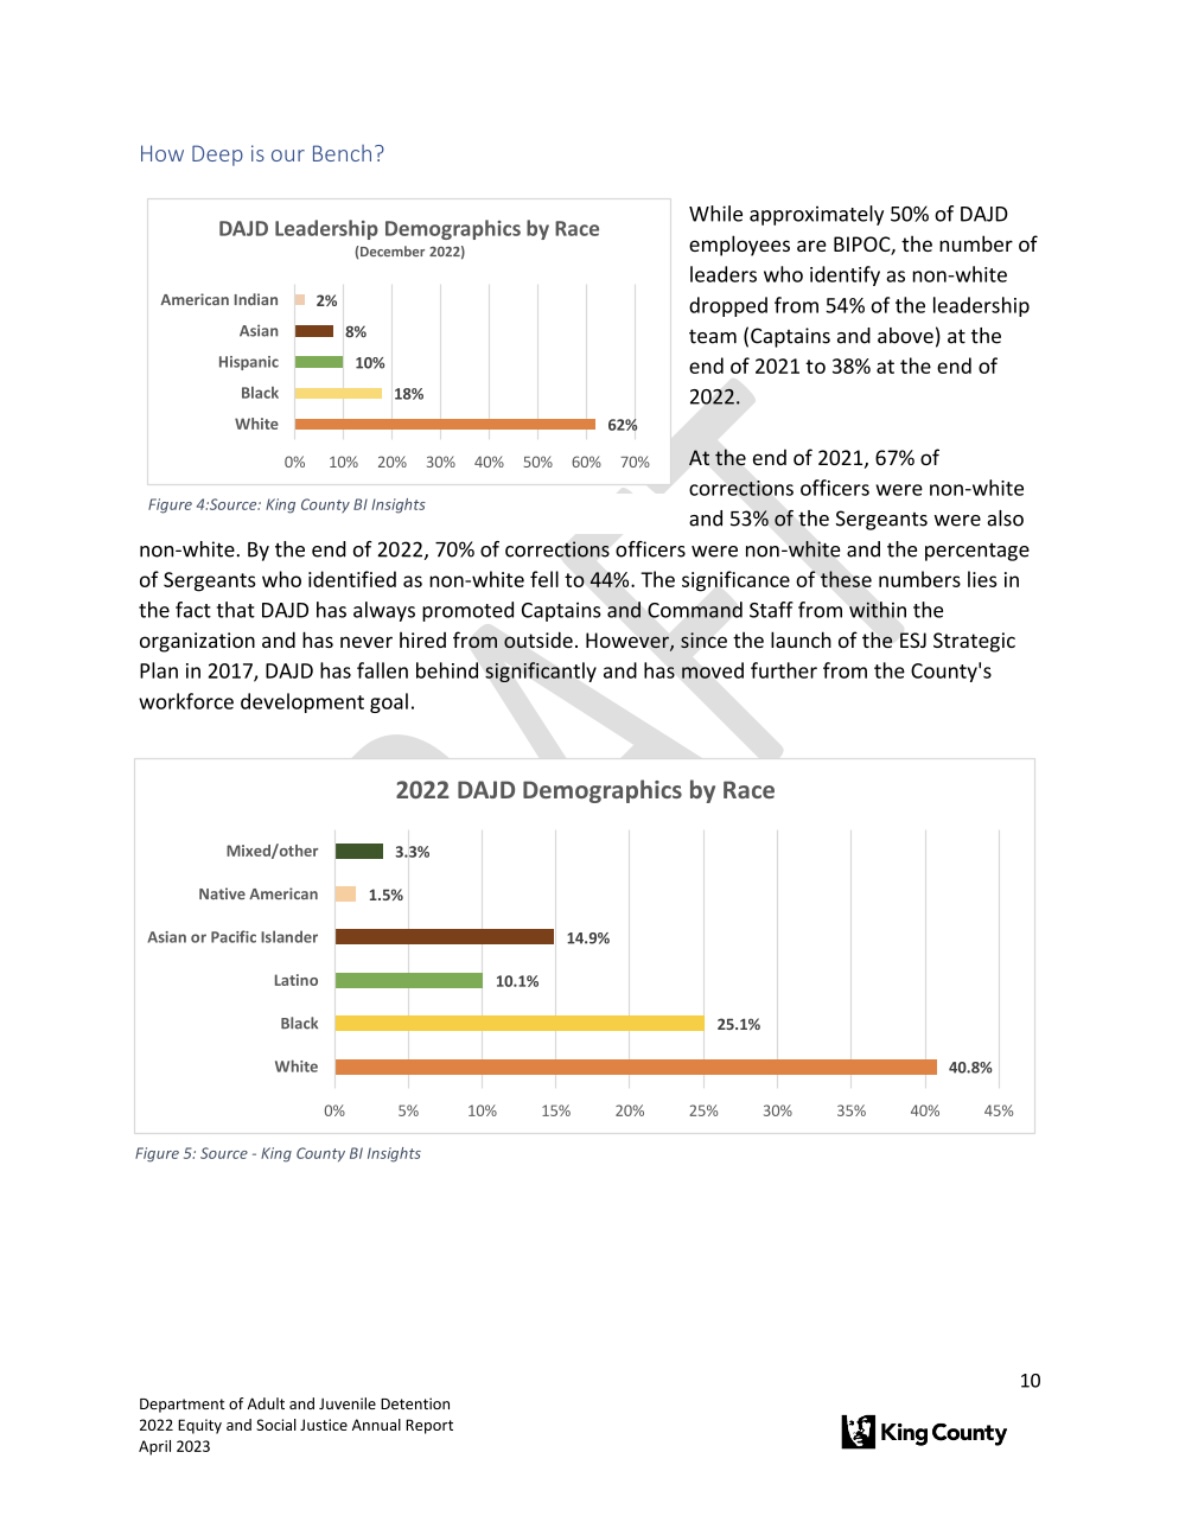 How Deep is our Bench?
DAJD Leadership Demographics by Race
(December 2022)
American Indian 2%
Asian 8%
Hispanic 10%
Black 18%
White 62%
0% 10% 20% 30% 40% 50% 60% 70%
Figure 4:Source: King County BI Insights
While approximately 50% of DAJD
employees are BIPOC, the number of
leaders who identify as non-white
dropped from 54% of the leadership
team (Captains and above) at the
end of 2021 to 38% at the end of
2022.
At the end of 2021, 67% of
corrections officers were non-white
and 53% of the Sergeants were also
non-white. By the end of 2022, 70% of corrections officers were non-white and the percentage
of Sergeants who identified as non-white fell to 44%. The significance of these numbers lies in
the fact that DAJD has always promoted Captains and Command Staff from within the
organization and has never hired from outside. However, since the launch of the ESJ Strategic
Plan in 2017, DAJD has fallen behind significantly and has moved further from the County's
workforce development goal.
DRAFT
2022 DAJD Demographics by Race
Mixed/other 3.3%
Native American 1.5%
Asian or Pacific Islander 14.9%
Latino 10.1%
Black 25.1%
White 40.8%
0% 5% 10% 15% 20% 25% 30% 35% 40% 45%
Figure 5: Source - King County BI Insights
10
Department of Adult and Juvenile Detention
2022 Equity and Social Justice Annual Report
April 2023
King County